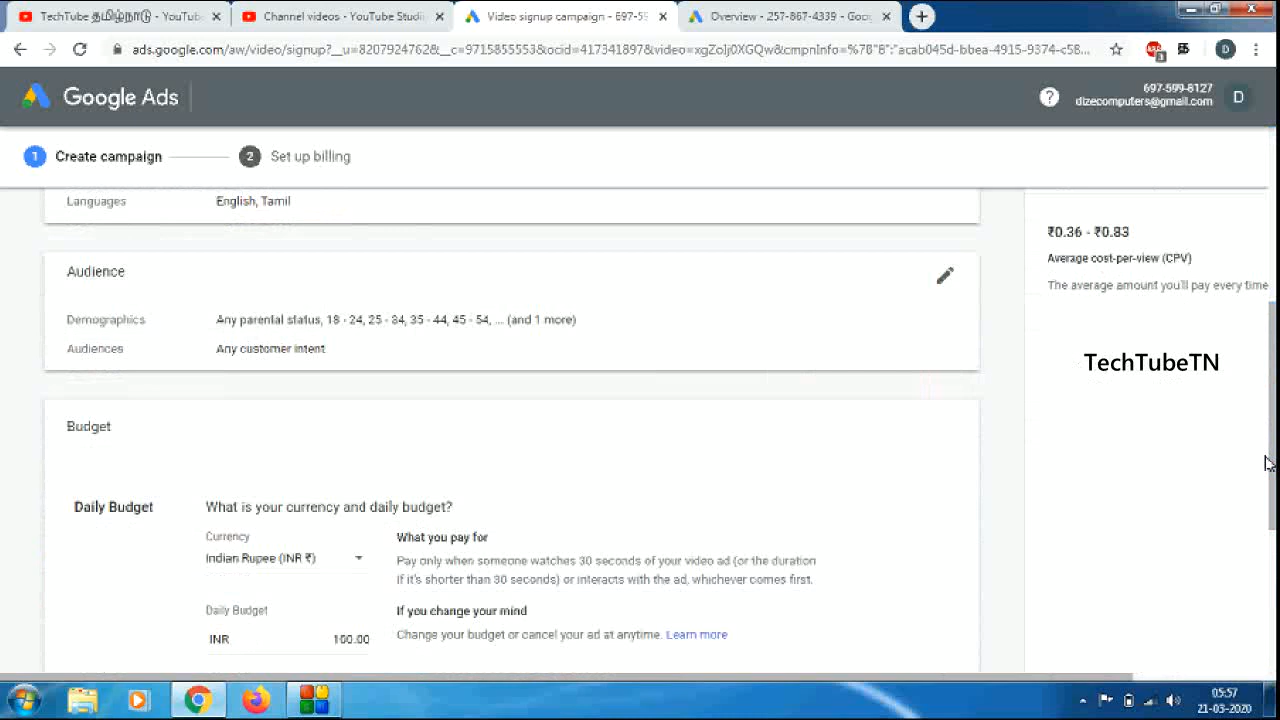 TechTube தமிழ்நாடு - YouTube
Channel videos - YouTube Studi
Video signup campaign - 697-59
Overview - 257-867-4339 - Goog
ads.google.com/aw/video/signup?__u=8207924762&__c=9715855553&ocid=417341897&video=xgZolj0XGQw&cmpnInfo=%7B"8":"acab045d-bbea-4915-9374-c58...
D
Google Ads
697-599-8127
dizecomputers@gmail.com
D
1 Create campaign
2 Set up billing
Languages English, Tamil
₹0.36 - ₹0.83
Average cost-per-view (CPV)
The average amount you'll pay every time
Audience
Demographics Any parental status, 18 - 24, 25 - 34, 35 - 44, 45 - 54, ... (and 1 more)
Audiences Any customer intent
TechTubeTN
Budget
Daily Budget What is your currency and daily budget?
Currency
Indian Rupee (INR ₹)
What you pay for
Pay only when someone watches 30 seconds of your video ad (or the duration
if it's shorter than 30 seconds) or interacts with the ad, whichever comes first.
Daily Budget
INR 100.00
If you change your mind
Change your budget or cancel your ad at anytime. Learn more
05:57
21-03-2020